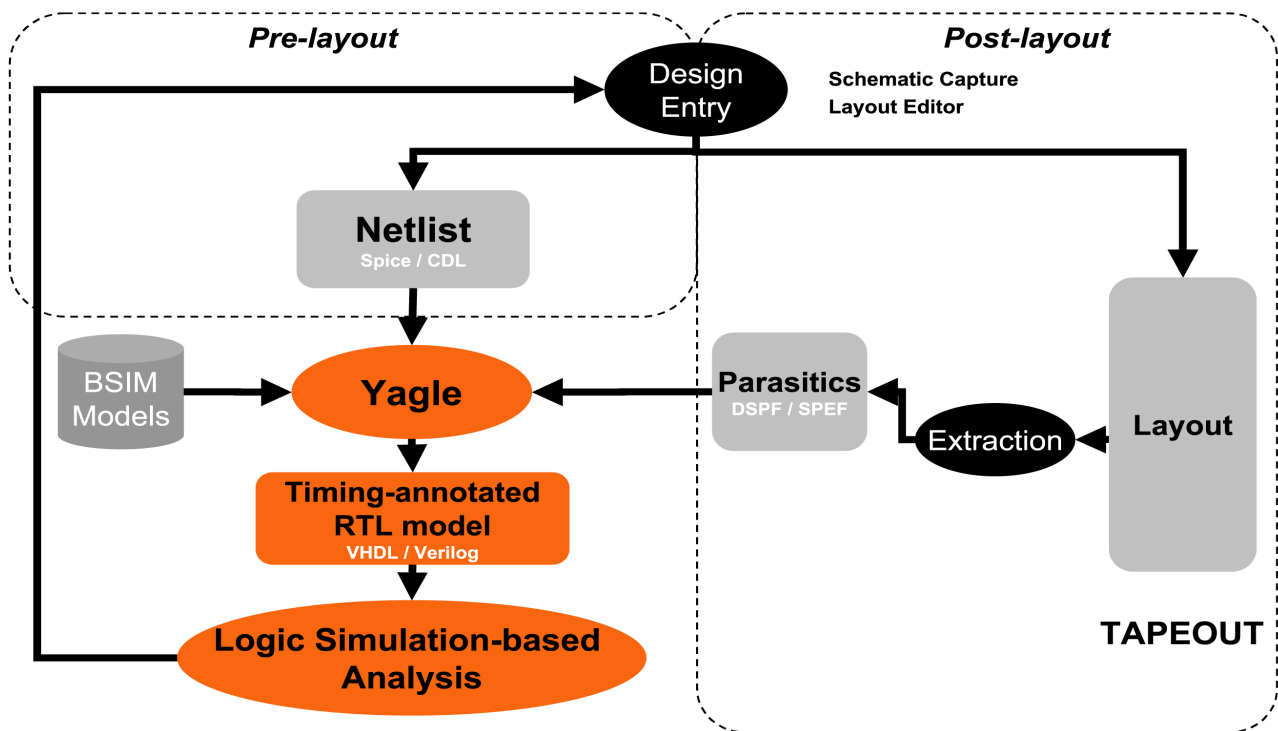 Pre-layout
Post-layout
Design
Entry
Schematic Capture
Layout Editor
Netlist
Spice / CDL
BSIM
Models
Yagle
Parasitics
DSPF / SPEF
Extraction
Layout
Timing-annotated
RTL model
VHDL / Verilog
Logic Simulation-based
Analysis
TAPEOUT